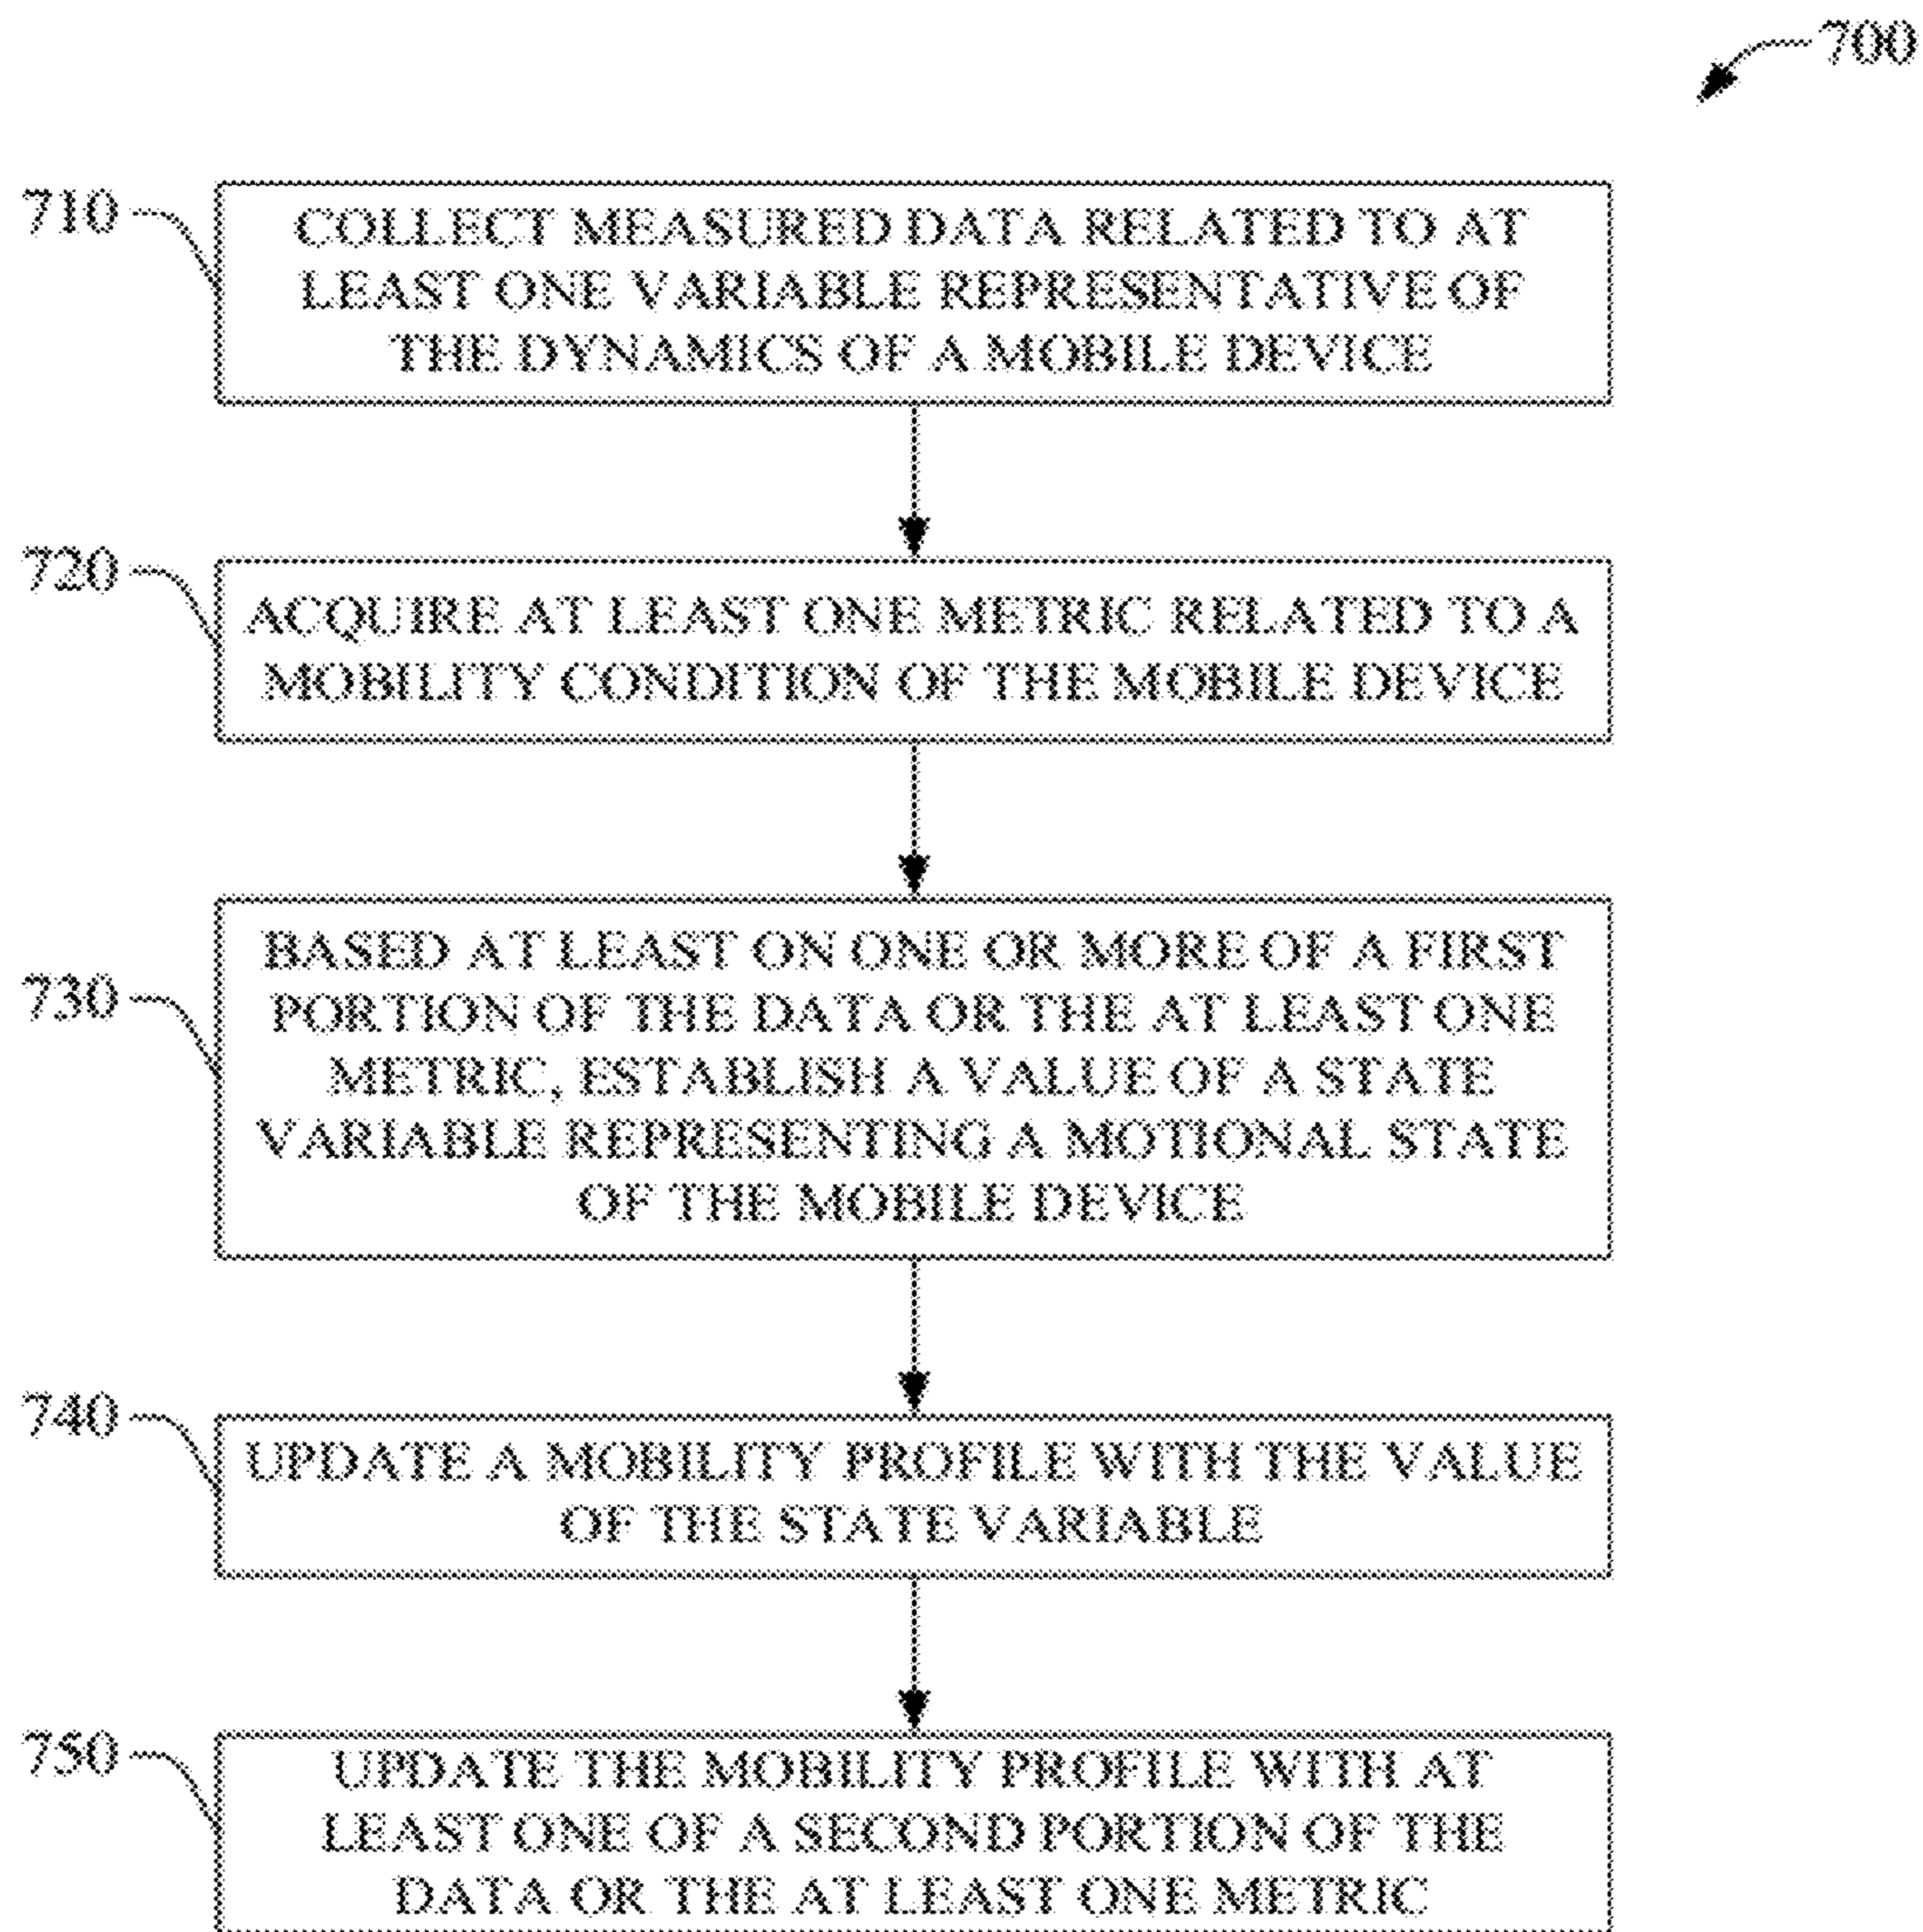 700
710
COLLECT MEASURED DATA RELATED TO AT
LEAST ONE VARIABLE REPRESENTATIVE OF
THE DYNAMICS OF A MOBILE DEVICE
720
ACQUIRE AT LEAST ONE METRIC RELATED TO A
MOBILITY CONDITION OF THE MOBILE DEVICE
730
BASED AT LEAST ON ONE OR MORE OF A FIRST
PORTION OF THE DATA OR THE AT LEAST ONE
METRIC, ESTABLISH A VALUE OF A STATE
VARIABLE REPRESENTING A MOTIONAL STATE
OF THE MOBILE DEVICE
740
UPDATE A MOBILITY PROFILE WITH THE VALUE
OF THE STATE VARIABLE
750
UPDATE THE MOBILITY PROFILE WITH AT
LEAST ONE OF A SECOND PORTION OF THE
DATA OR THE AT LEAST ONE METRIC